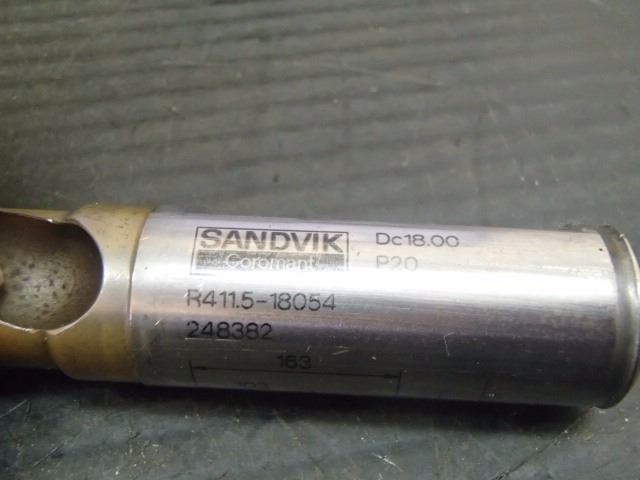 SANDVIK Dc18.00
Coromant P20
R411.5-18054
248382
163